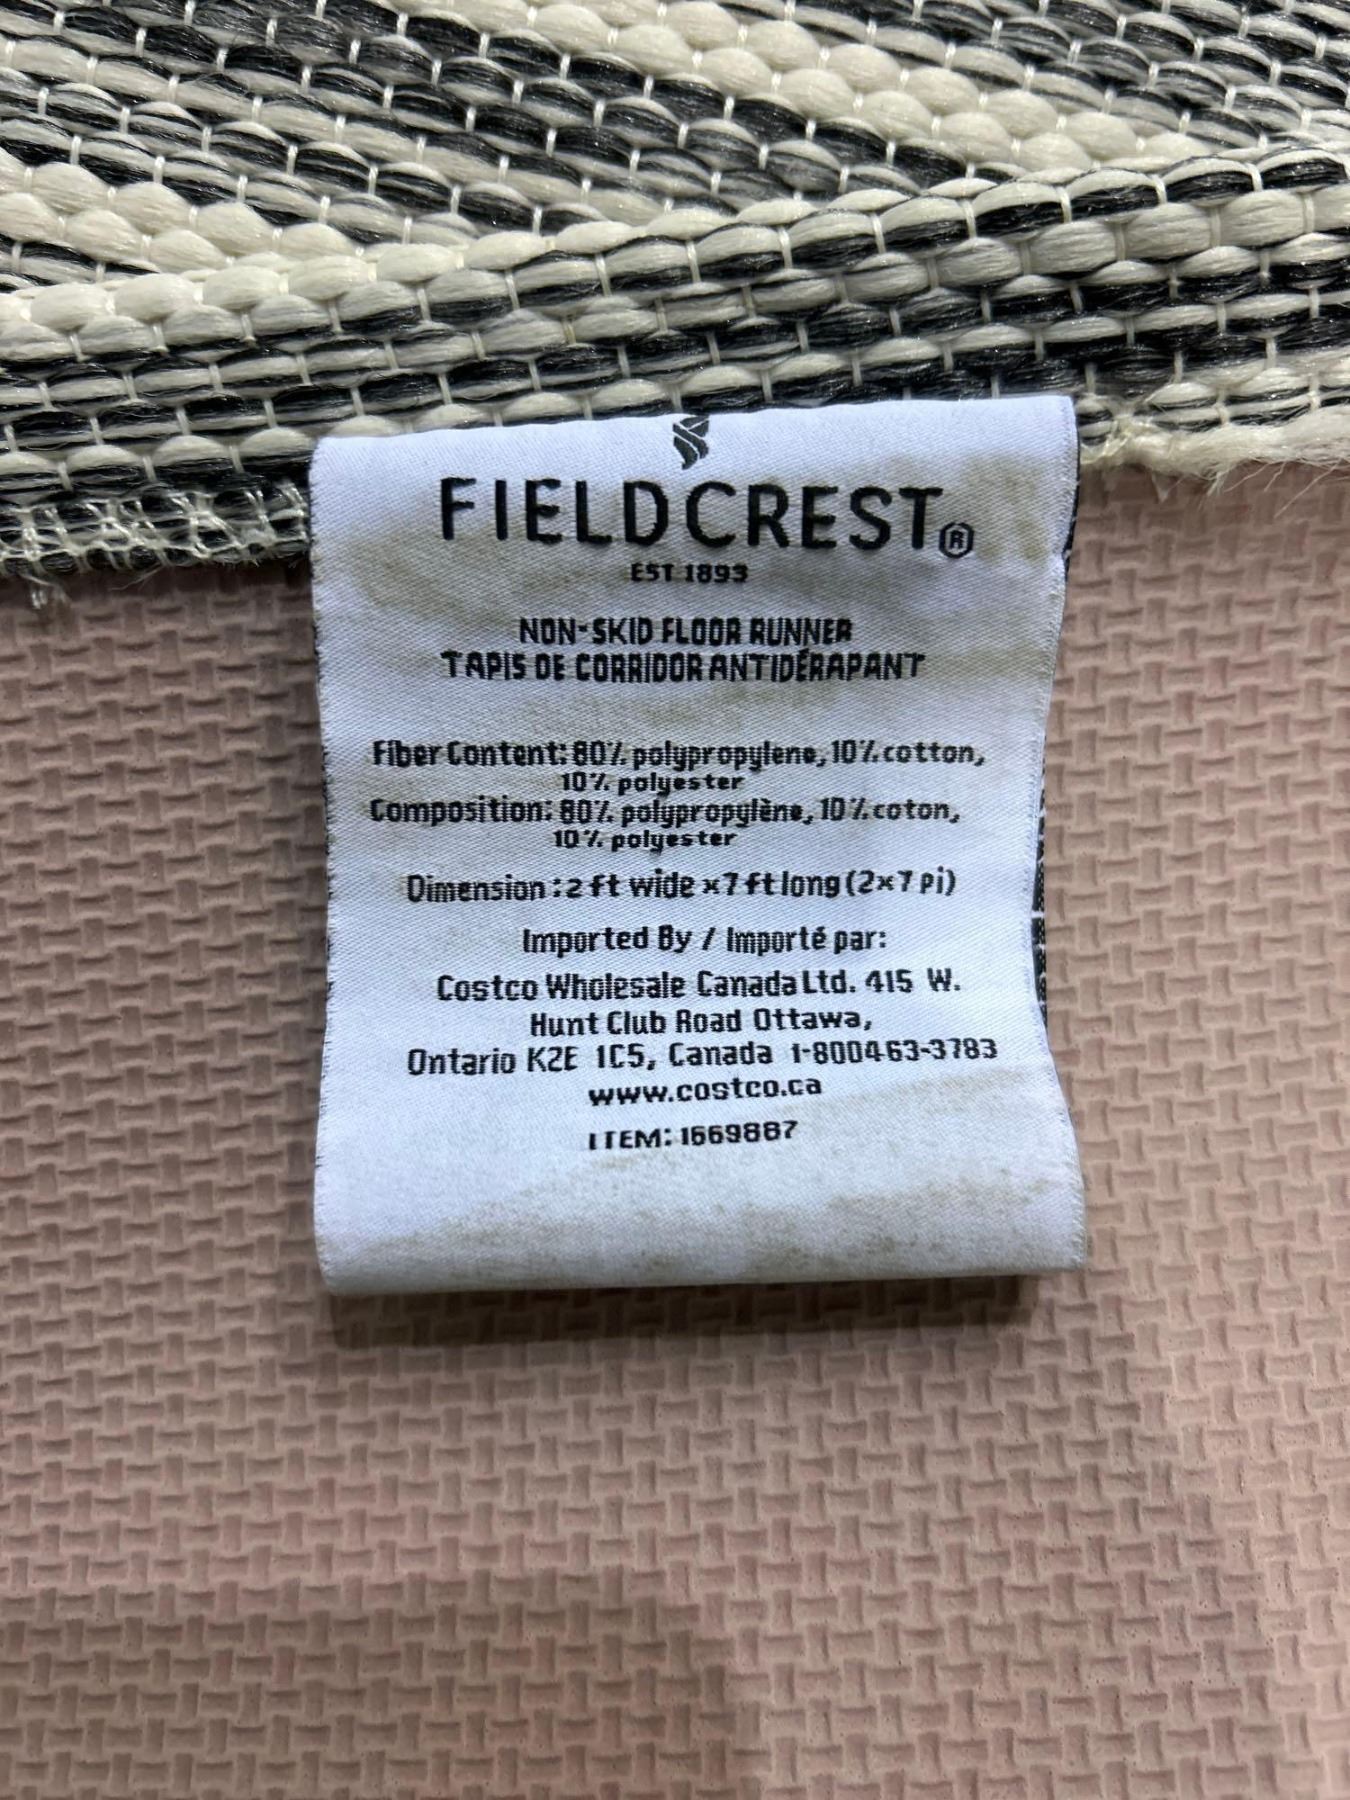 FIELDCREST®
EST 1893
NON-SKID FLOOR RUNNER
TAPIS DE CORRIDOR ANTIDÉRAPANT
Fiber Content: 80% polypropylene, 10% cotton,
10% polyester
Composition: 80% polypropylène, 10% coton,
10% polyester
Dimension : 2 ft wide x 7 ft long (2x7 pi)
Imported By / Importé par:
Costco Wholesale Canada Ltd. 415 W.
Hunt Club Road Ottawa,
Ontario K2E 1C5, Canada 1-800463-3783
www.costco.ca
ITEM: 1669887